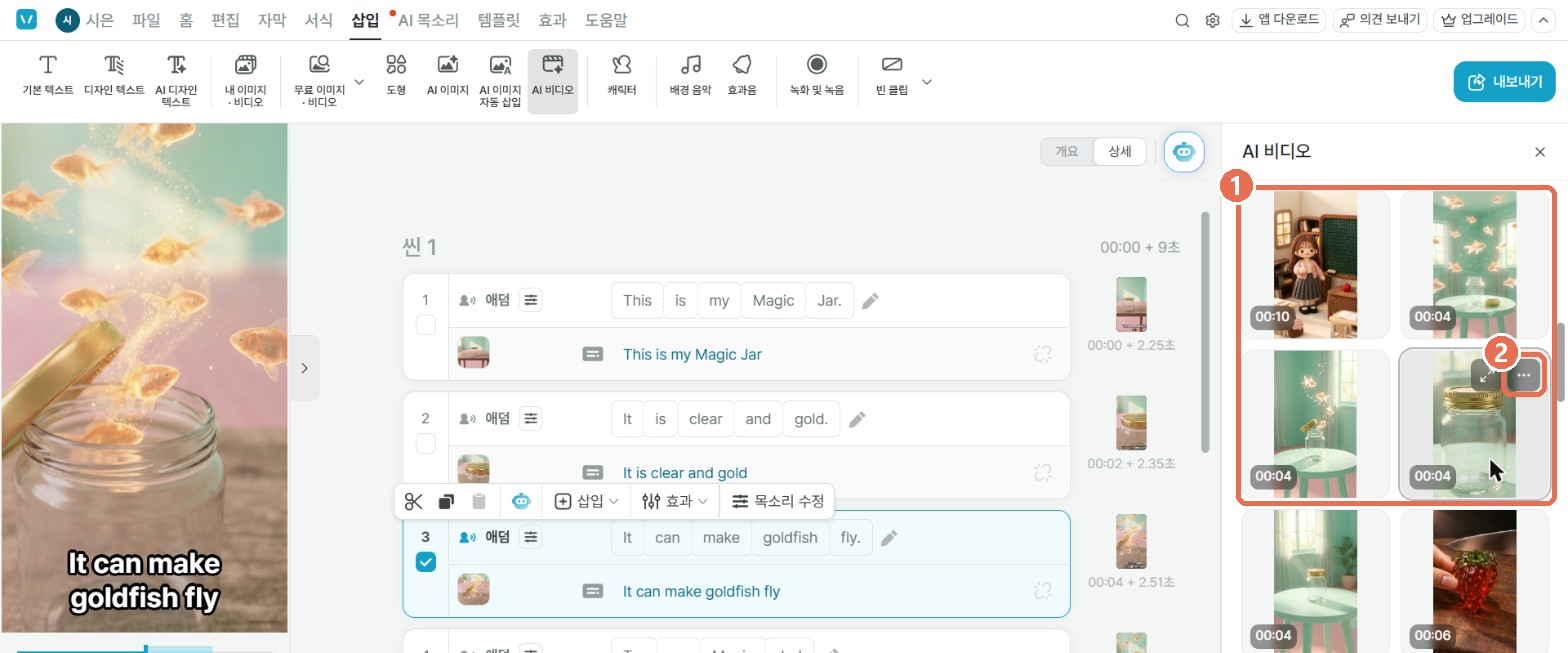 시 시은 파일 홈 편집 자막 서식 삽입 AI 목소리 템플릿 효과 도움말 앱 다운로드 의견 보내기 업그레이드
기본 텍스트 디자인 텍스트 AI 디자인 텍스트 내 이미지 · 비디오 무료 이미지 · 비디오 도형 AI 이미지 AI 이미지 자동 삽입 AI 비디오 캐릭터 배경 음악 효과음 녹화 및 녹음 빈 클립 내보내기
개요 상세
AI 비디오
1
씬 1 00:00 + 9초
1 애덤 This is my Magic Jar.
This is my Magic Jar 00:00 + 2.25초
2 애덤 It is clear and gold.
It is clear and gold 00:02 + 2.35초
삽입 효과 목소리 수정
3 애덤 It can make goldfish fly.
It can make goldfish fly 00:04 + 2.51초
It can make
goldfish fly
00:10 00:04
2
00:04 00:04
00:04 00:06